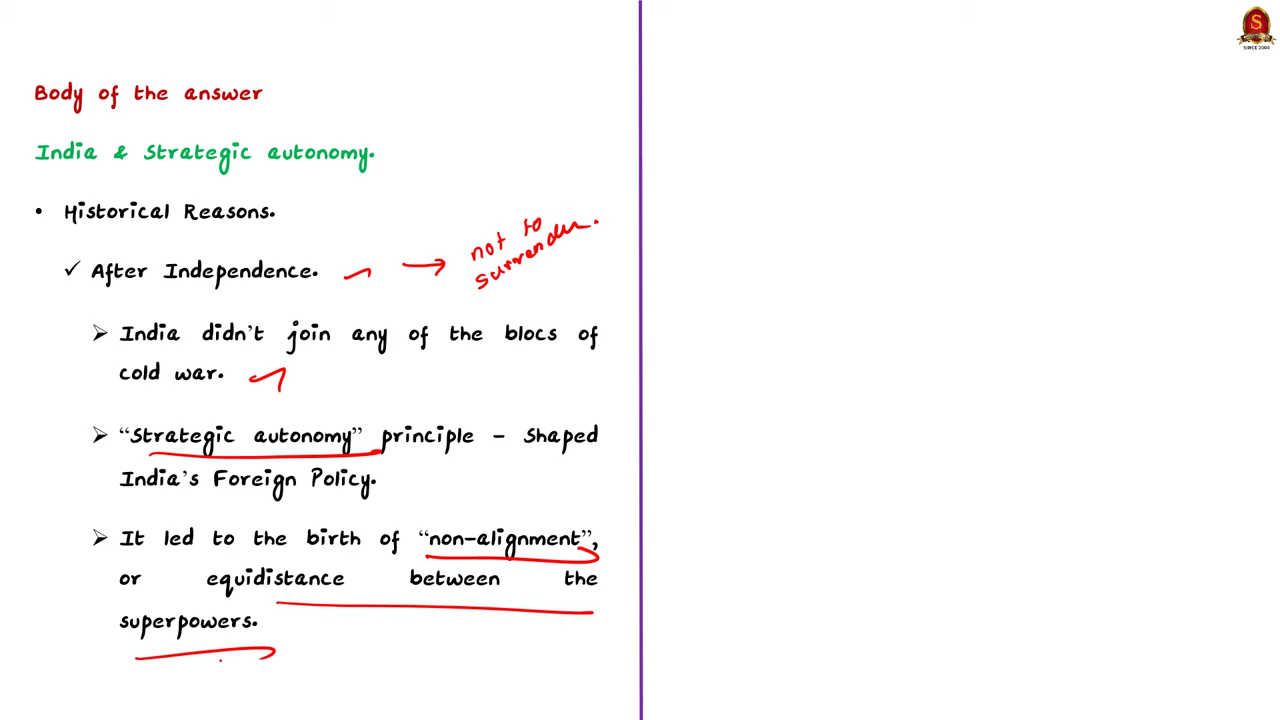 Body of the answer
India & Strategic autonomy.
• Historical Reasons.
✓ After Independence. → not to
surrender.
➢ India didn't join any of the blocs of
cold war.
➢ “Strategic autonomy” principle – Shaped
India's Foreign Policy.
➢ It led to the birth of “non-alignment”,
or equidistance between the
superpowers.
S
SINCE 2004